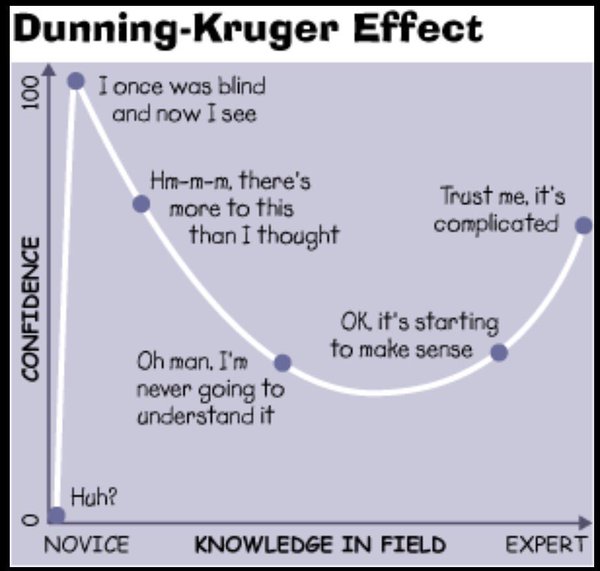 Dunning-Kruger Effect
100
I once was blind
and now I see
Hm-m-m, there's
more to this
than I thought
Trust me, it's
complicated
CONFIDENCE
OK, it's starting
to make sense
Oh man, I'm
never going to
understand it
Huh?
0
NOVICE
KNOWLEDGE IN FIELD
EXPERT